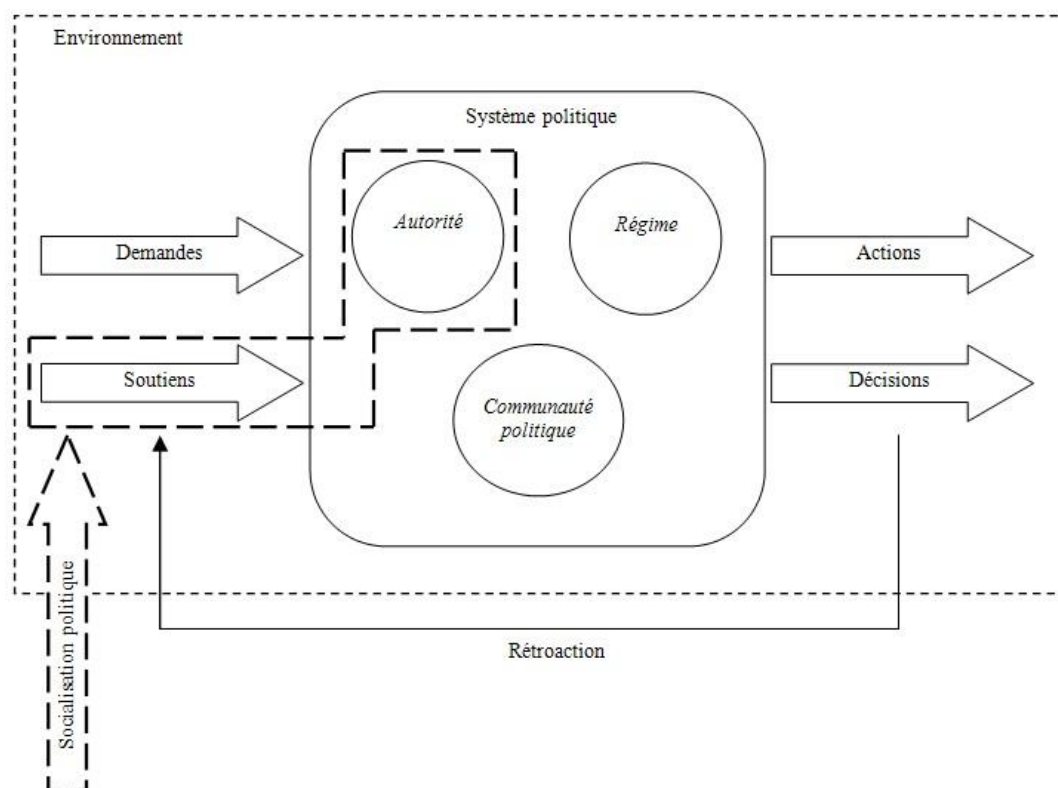 Environnement
Système politique
Autorité
Régime
Demandes
Actions
Soutiens
Décisions
Communauté
politique
Socialisation politique
Rétroaction